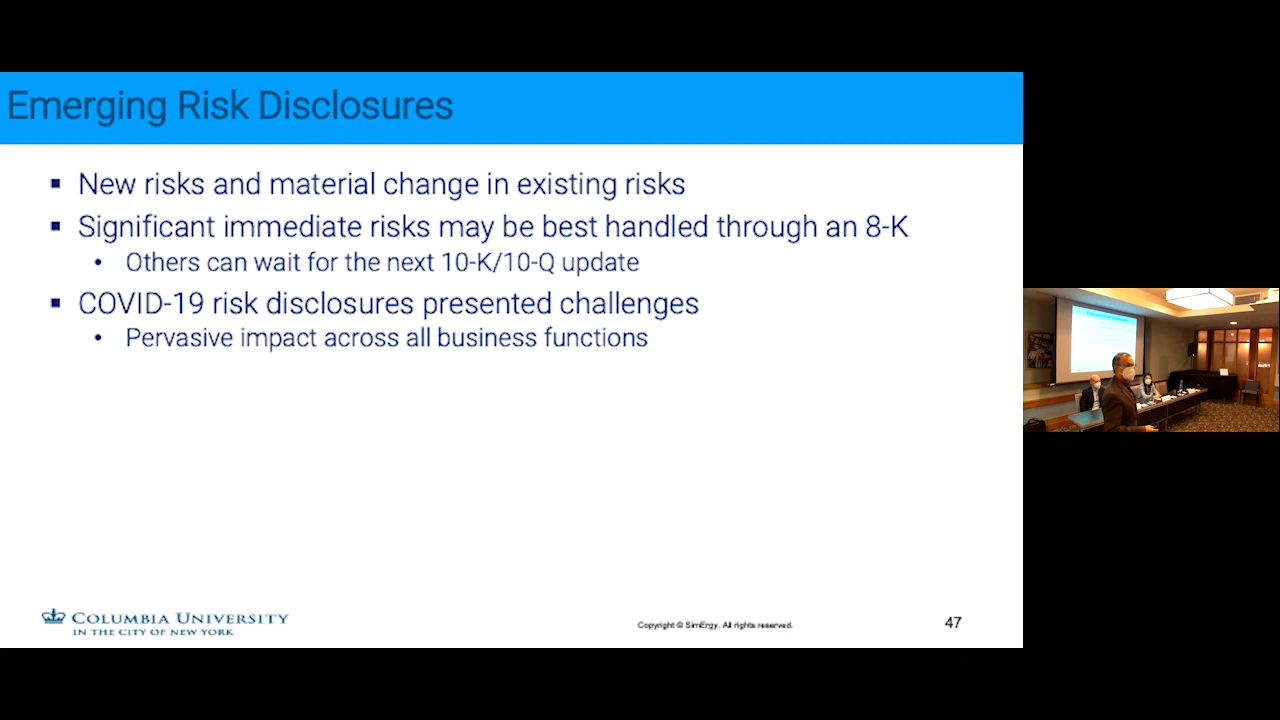 Emerging Risk Disclosures
▪ New risks and material change in existing risks
▪ Significant immediate risks may be best handled through an 8-K
• Others can wait for the next 10-K/10-Q update
▪ COVID-19 risk disclosures presented challenges
• Pervasive impact across all business functions
COLUMBIA UNIVERSITY
IN THE CITY OF NEW YORK
Copyright © SimErgy. All rights reserved.
47